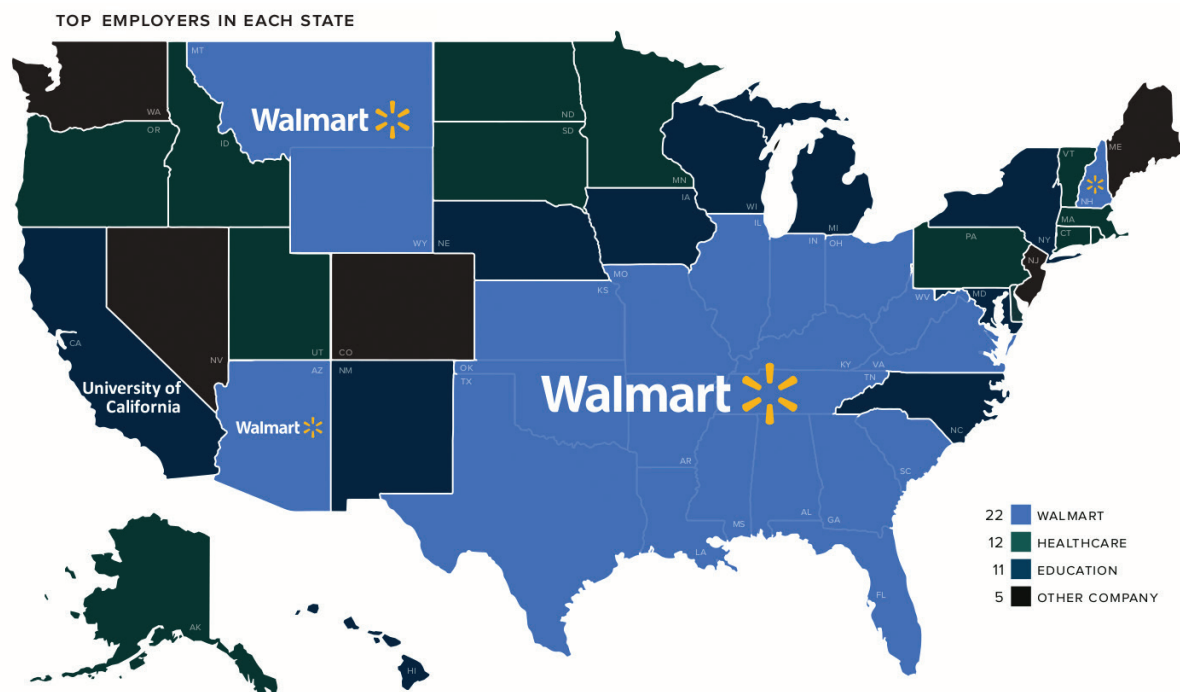 TOP EMPLOYERS IN EACH STATE
MT
Walmart
WA
OR
ID
ND
SD
MN
WY
NE
IA
WI
MI
IL
IN
OH
PA
NY
VT
NH
ME
MA
CT
NJ
MD
WV
VA
KY
MO
KS
CO
UT
NV
CA
University of
California
AZ
Walmart
NM
OK
TX
Walmart
TN
NC
SC
AR
MS
AL
GA
LA
FL
AK
HI
22 WALMART
12 HEALTHCARE
11 EDUCATION
5 OTHER COMPANY